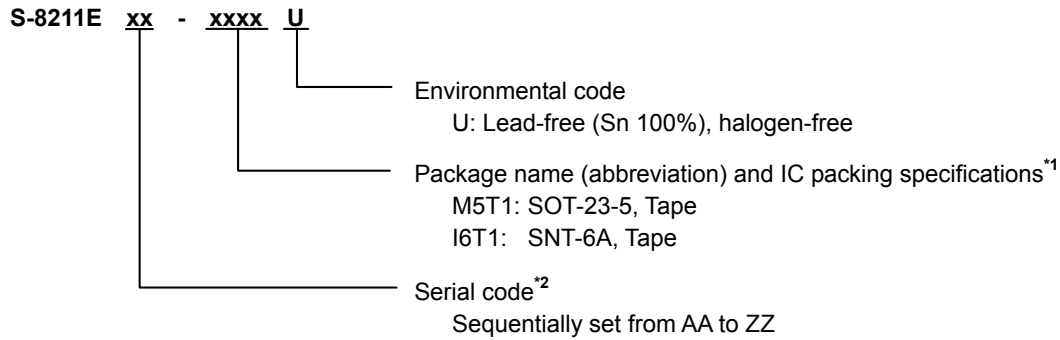 S-8211E xx - xxxx U
Environmental code
U: Lead-free (Sn 100%), halogen-free
Package name (abbreviation) and IC packing specifications*1
M5T1: SOT-23-5, Tape
I6T1: SNT-6A, Tape
Serial code*2
Sequentially set from AA to ZZ